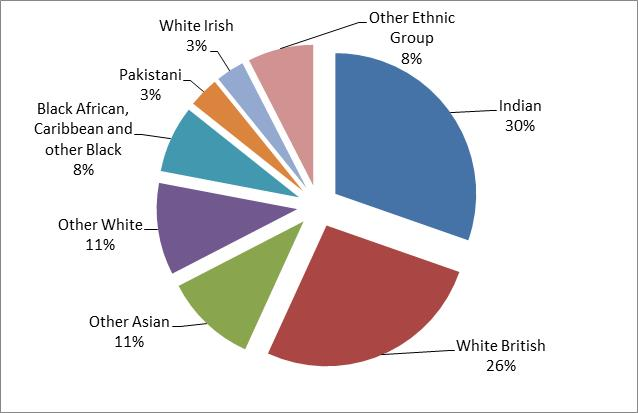 Other Ethnic
Group
8%
Indian
30%
White British
26%
Other Asian
11%
Other White
11%
Black African,
Caribbean and
other Black
8%
Pakistani
3%
White Irish
3%